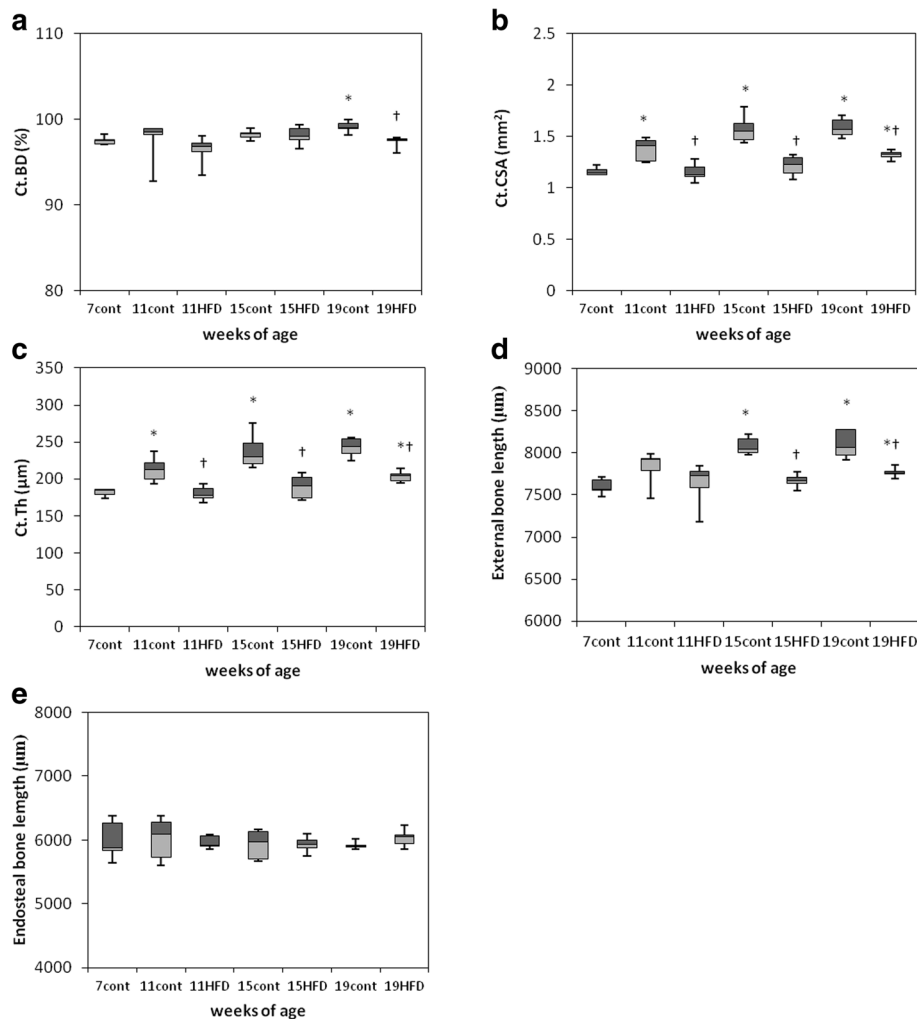 a
110
100
90
80
Ct.BD (%)
* †
7cont 11cont 11HFD 15cont 15HFD 19cont 19HFD
weeks of age
b
2.5
2
1.5
1
0.5
0
Ct.CSA (mm²)
* † * † * *†
7cont 11cont 11HFD 15cont 15HFD 19cont 19HFD
weeks of age
c
350
300
250
200
150
100
50
0
Ct.Th (μm)
* † * † * *†
7cont 11cont 11HFD 15cont 15HFD 19cont 19HFD
weeks of age
d
9000
8500
8000
7500
7000
6500
6000
External bone length (μm)
* † * *†
7cont 11cont 11HFD 15cont 15HFD 19cont 19HFD
weeks of age
e
8000
7000
6000
5000
4000
Endosteal bone lemgth (μm)
7cont 11cont 11HFD 15cont 15HFD 19cont 19HFD
weeks of age